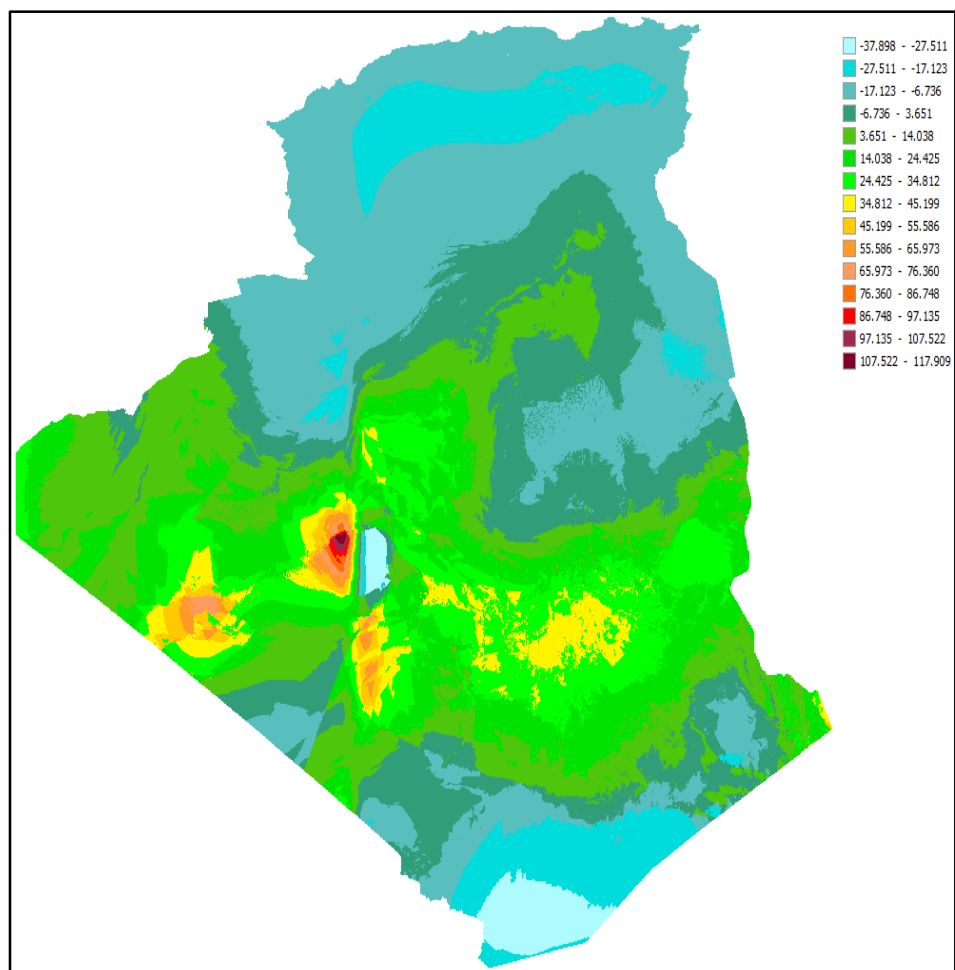 -37.898 - -27.511
-27.511 - -17.123
-17.123 - -6.736
-6.736 - 3.651
3.651 - 14.038
14.038 - 24.425
24.425 - 34.812
34.812 - 45.199
45.199 - 55.586
55.586 - 65.973
65.973 - 76.360
76.360 - 86.748
86.748 - 97.135
97.135 - 107.522
107.522 - 117.909